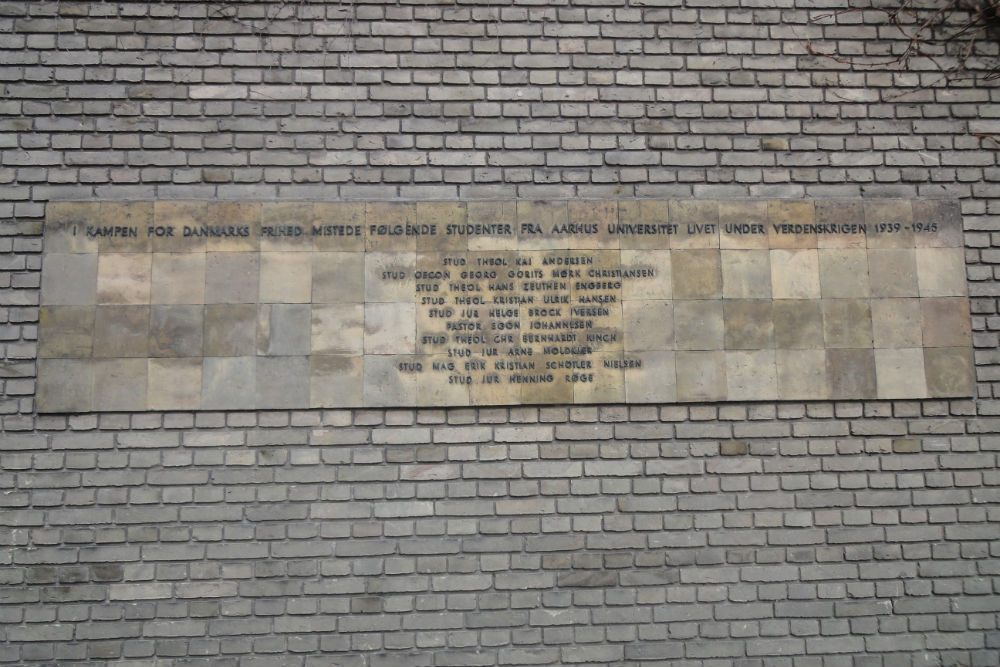 I KAMPEN FOR DANMARKS FRIHED MISTEDE FØLGENDE STUDENTER FRA AARHUS UNIVERSITET LIVET UNDER VERDENSKRIGEN 1939-1945
STUD THEOL KAI ANDERSEN
STUD OECON GEORG GORITS MØRK CHRISTIANSEN
STUD THEOL HANS ZEUTHEN ENGBERG
STUD THEOL KRISTIAN ULRIK HANSEN
STUD JUR HELGE BROCK IVERSEN
PASTOR EGON JOHANNESEN
STUD THEOL CHR BERNHARDT KINCH
STUD JUR ARNE MOLDKJÆR
STUD MAG ERIK KRISTIAN SCHØTLER NIELSEN
STUD JUR HENNING RØGE